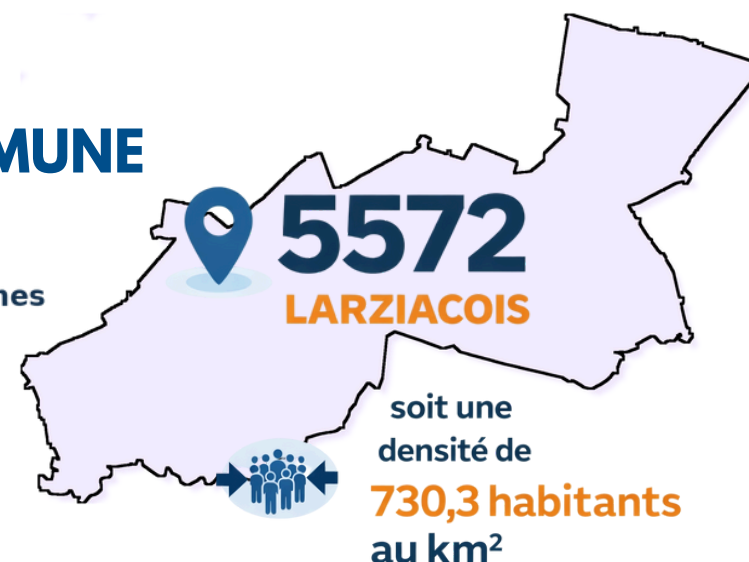 MUNE
5572
LARZIACOIS
nes
soit une
densité de
730,3 habitants
au km²